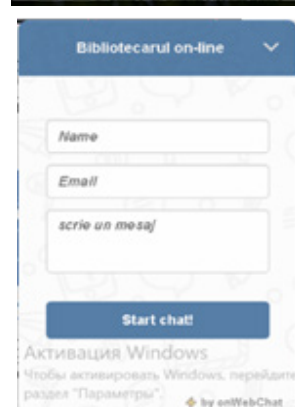 Bibliotecarul on-line
Name
Email
scrie un mesaj
Start chat!
Активация Windows
Чтобы активировать Windows, перейдите
раздел "Параметры".
by onWebChat